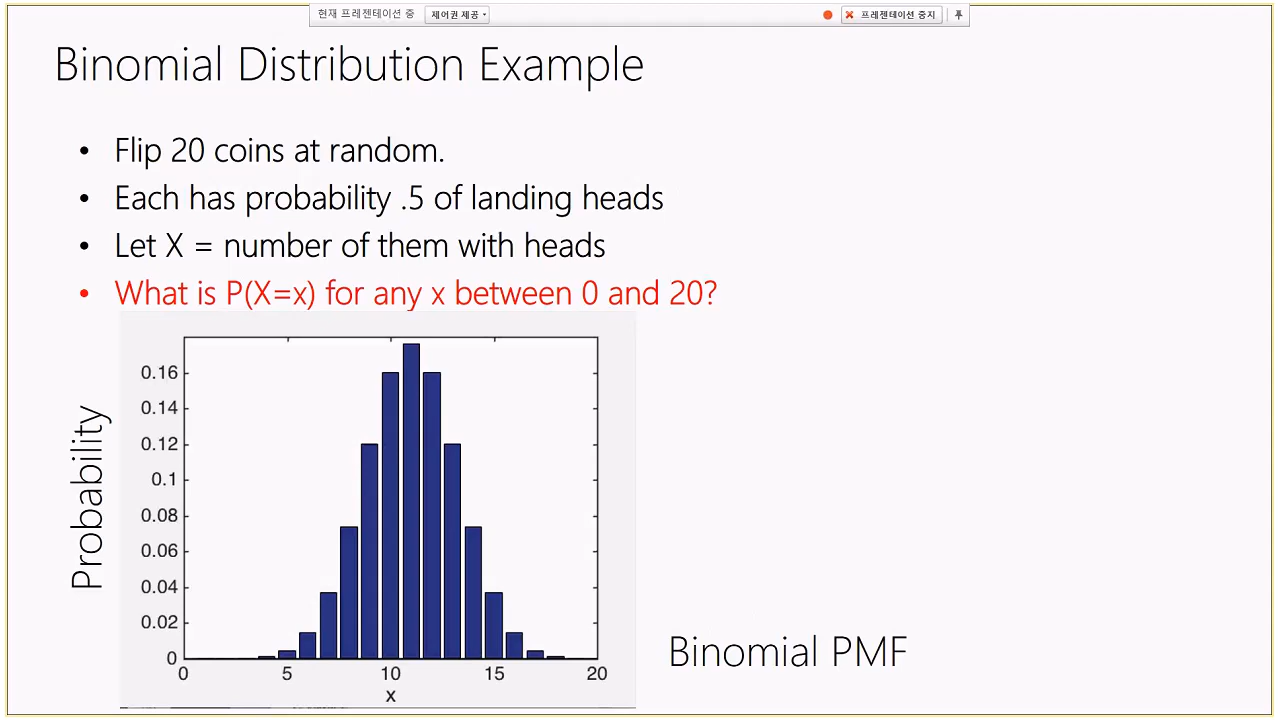 현재 프레젠테이션 중 제어권 제공 프레젠테이션 중지
Binomial Distribution Example
• Flip 20 coins at random.
• Each has probability .5 of landing heads
• Let X = number of them with heads
• What is P(X=x) for any x between 0 and 20?
Probability
0.16
0.14
0.12
0.1
0.08
0.06
0.04
0.02
0
0 5 10 15 20
x
Binomial PMF